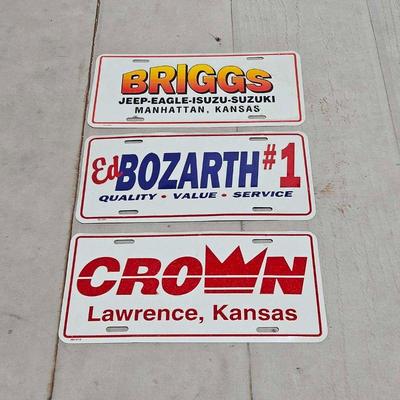 BRIGGS
JEEP-EAGLE-ISUZU-SUZUKI
MANHATTAN, KANSAS
Ed BOZARTH #1
QUALITY • VALUE • SERVICE
CROWN
Lawrence, Kansas